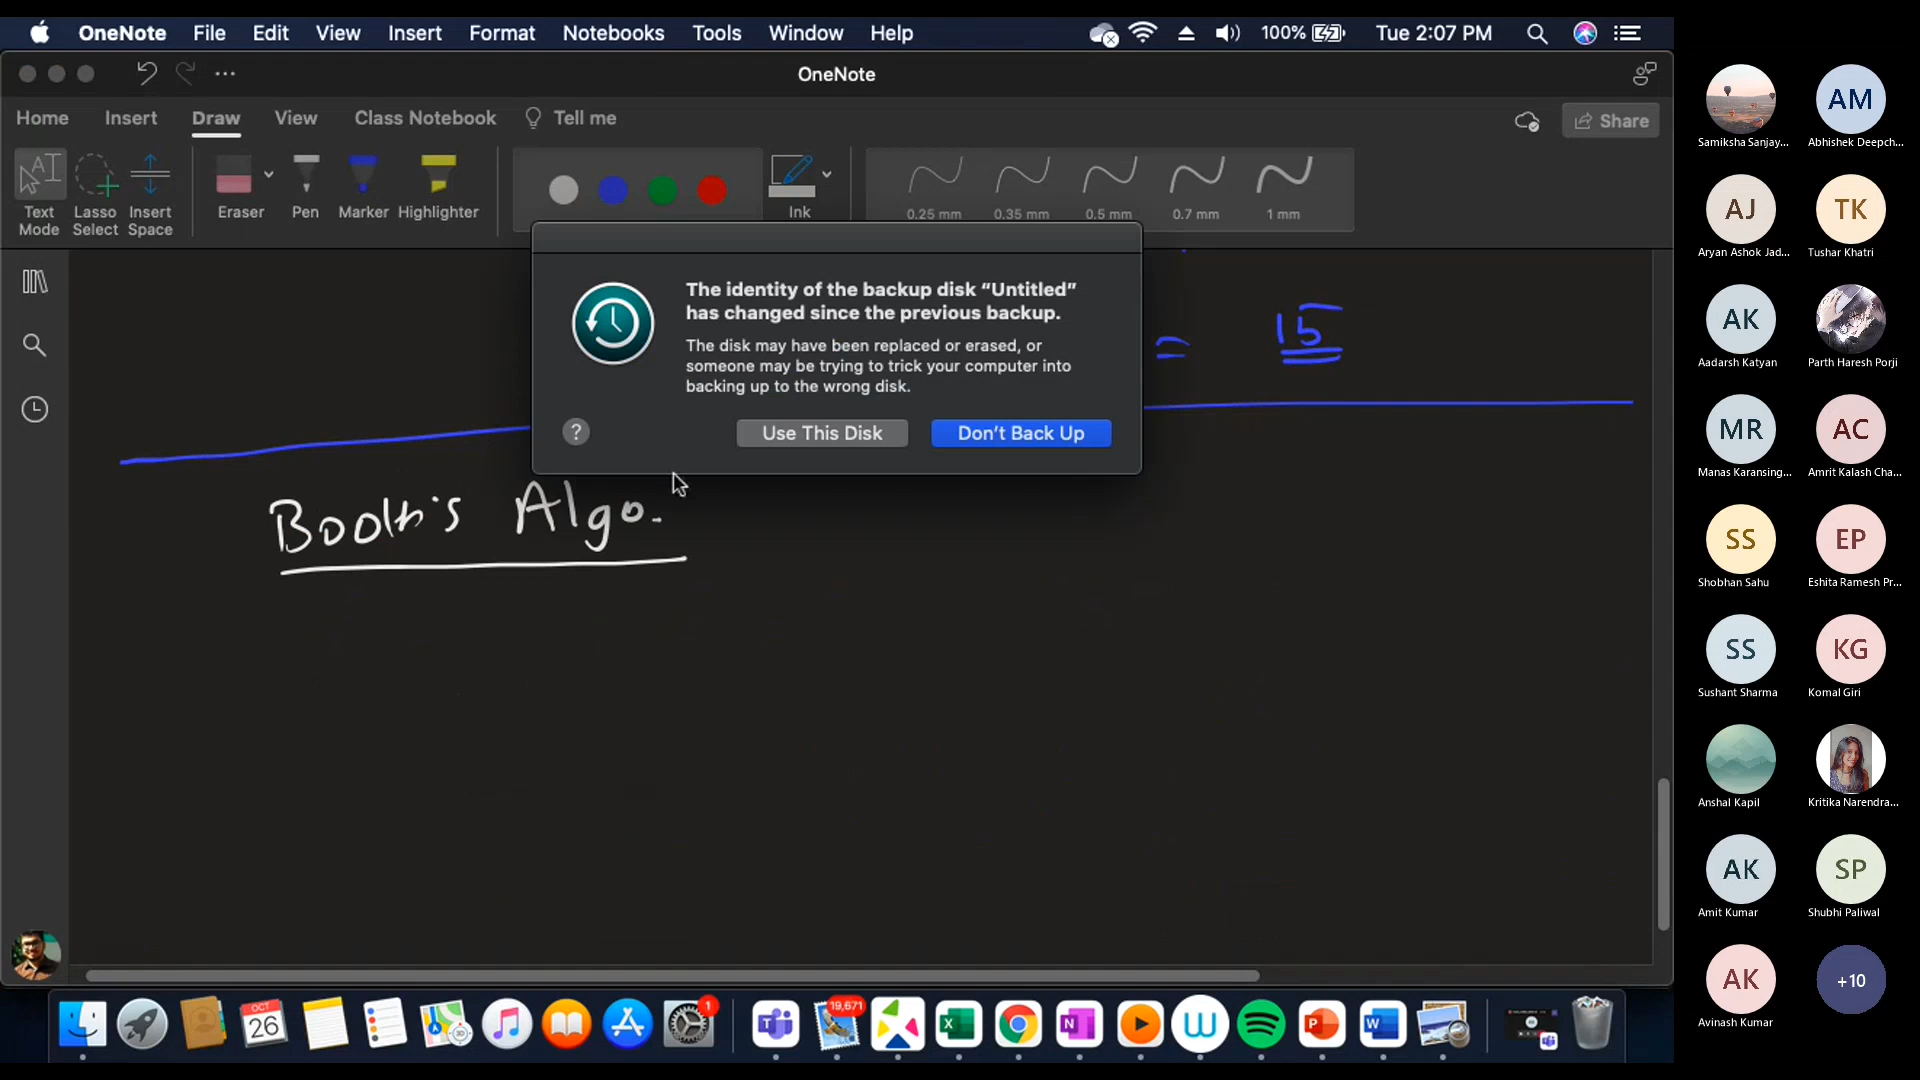 OneNote File Edit View Insert Format Notebooks Tools Window Help 100% Tue 2:07 PM
OneNote
Home Insert Draw View Class Notebook Tell me Share
Text Mode Lasso Select Insert Space Eraser Pen Marker Highlighter Ink 0.25 mm 0.35 mm 0.5 mm 0.7 mm 1 mm
The identity of the backup disk “Untitled”
has changed since the previous backup.
The disk may have been replaced or erased, or
someone may be trying to trick your computer into
backing up to the wrong disk.
? Use This Disk Don’t Back Up
= 15
Booth's Algo.
Samiksha Sanjay...
AM
Abhishek Deepch...
AJ
Aryan Ashok Jad...
TK
Tushar Khatri
AK
Aadarsh Katyan
Parth Haresh Porji
MR
Manas Karansing...
AC
Amrit Kalash Cha...
SS
Shobhan Sahu
EP
Eshita Ramesh Pr...
SS
Sushant Sharma
KG
Komal Giri
Anshal Kapil
Kritika Narendra...
AK
Amit Kumar
SP
Shubhi Paliwal
AK
Avinash Kumar
+10
OCT
26
1
19,671